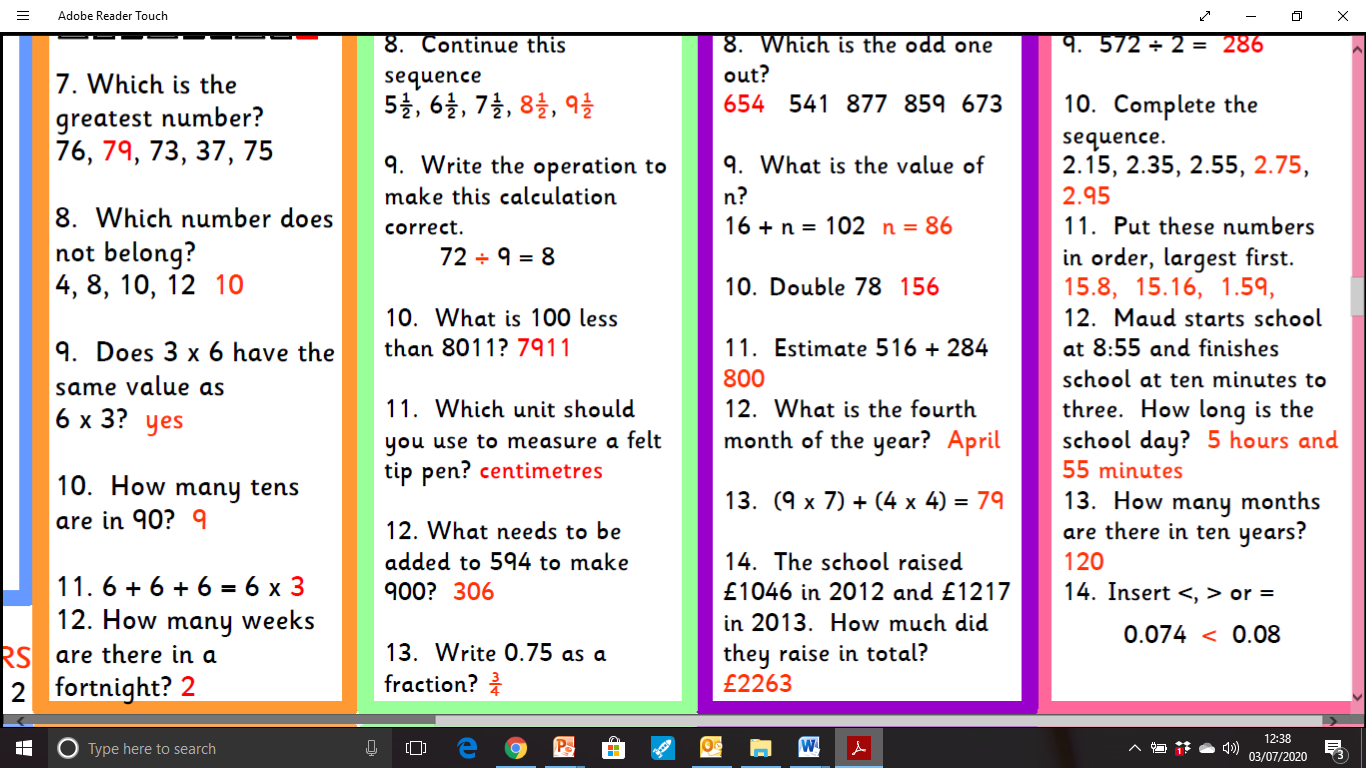 Adobe Reader Touch
7. Which is the
greatest number?
76, 79, 73, 37, 75
8. Which number does
not belong?
4, 8, 10, 12 10
9. Does 3 x 6 have the
same value as
6 x 3? yes
10. How many tens
are in 90? 9
11. 6 + 6 + 6 = 6 x 3
12. How many weeks
are there in a
fortnight? 2
8. Continue this
sequence
5½, 6½, 7½, 8½, 9½
9. Write the operation to
make this calculation
correct.
72 ÷ 9 = 8
10. What is 100 less
than 8011? 7911
11. Which unit should
you use to measure a felt
tip pen? centimetres
12. What needs to be
added to 594 to make
900? 306
13. Write 0.75 as a
fraction? ¾
8. Which is the odd one
out?
654 541 877 859 673
9. What is the value of
n?
16 + n = 102 n = 86
10. Double 78 156
11. Estimate 516 + 284
800
12. What is the fourth
month of the year? April
13. (9 x 7) + (4 x 4) = 79
14. The school raised
£1046 in 2012 and £1217
in 2013. How much did
they raise in total?
£2263
9. 572 ÷ 2 = 286
10. Complete the
sequence.
2.15, 2.35, 2.55, 2.75,
2.95
11. Put these numbers
in order, largest first.
15.8, 15.16, 1.59,
12. Maud starts school
at 8:55 and finishes
school at ten minutes to
three. How long is the
school day? 5 hours and
55 minutes
13. How many months
are there in ten years?
120
14. Insert <, > or =
0.074 < 0.08
RS
2
Type here to search
12:38
03/07/2020
3